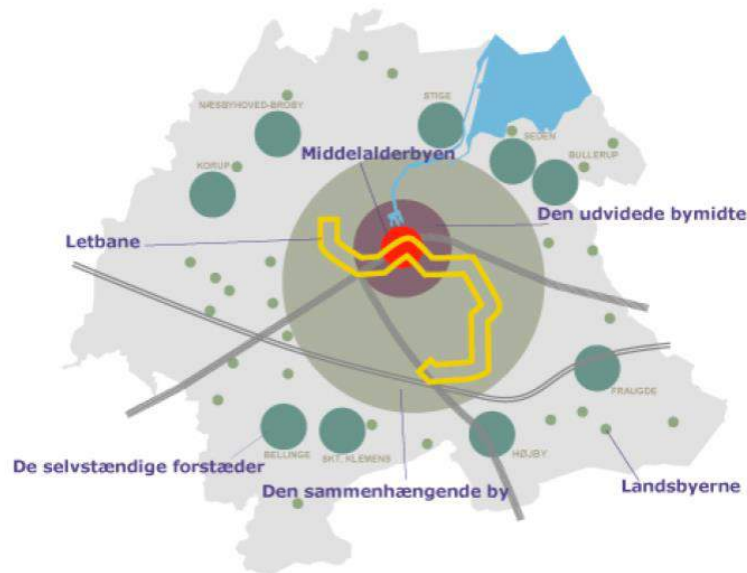 STIGE
NÆSBYHOVED-BROBY
SEDEN
Middelalderbyen
BULLERUP
KORUP
Den udvidede bymidte
Letbane
FRAUGDE
BELLINGE
SKT. KLEMENS
HØJBY
De selvstændige forstæder
Den sammenhængende by
Landsbyerne